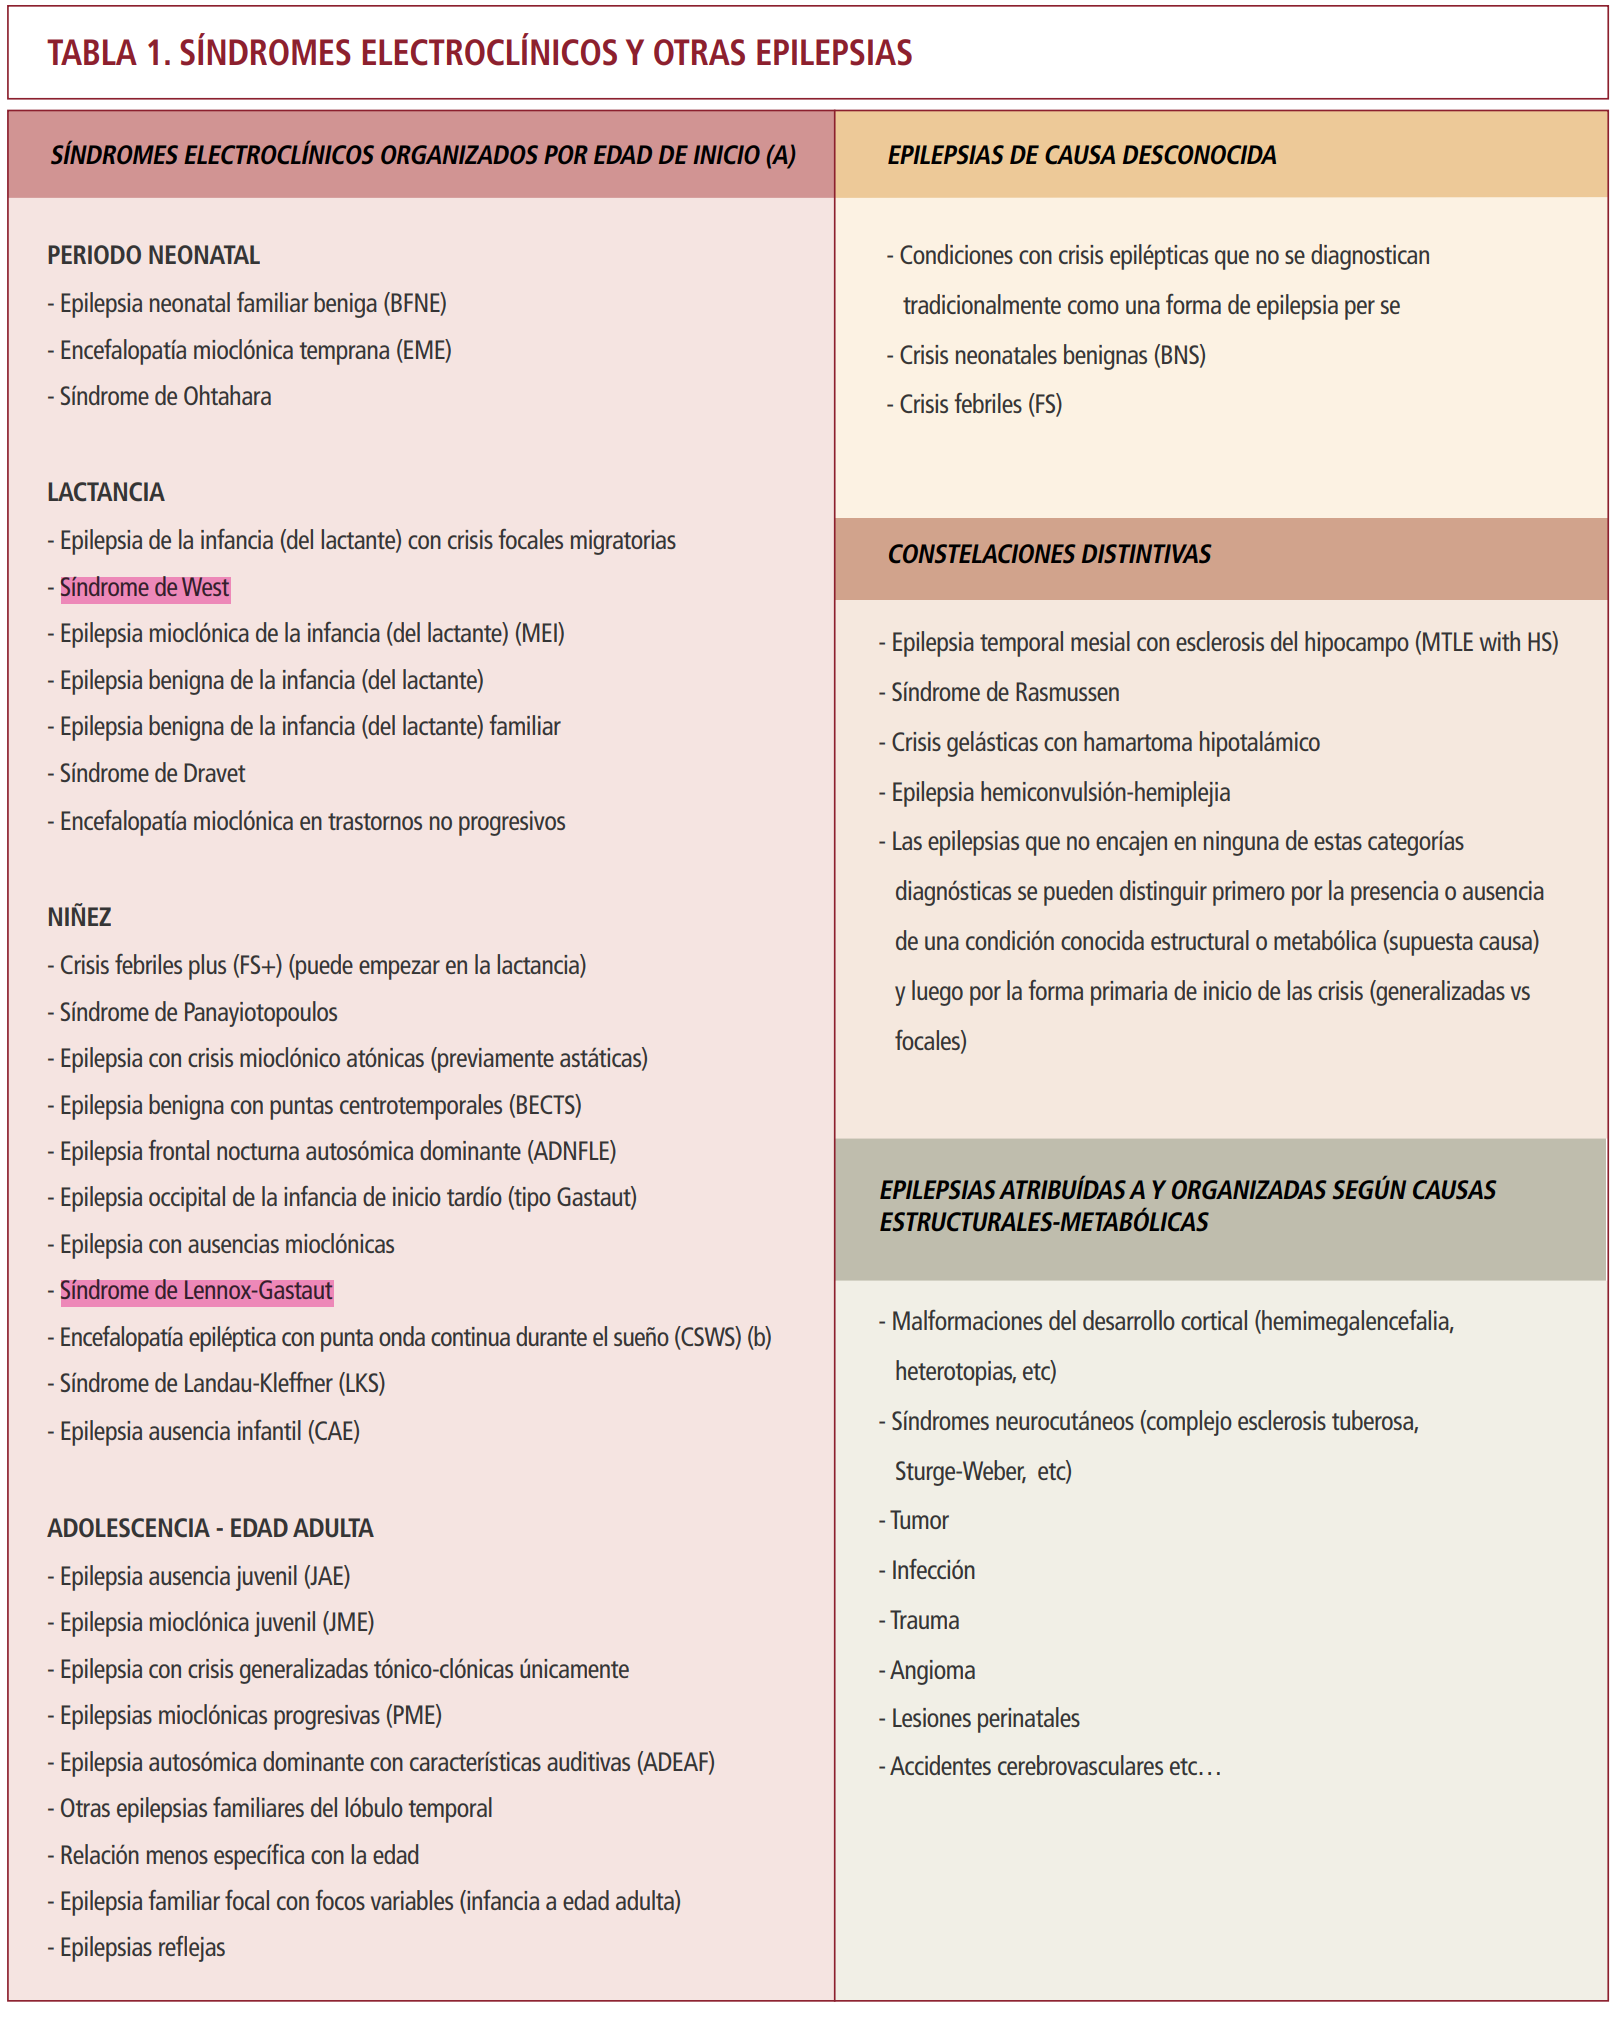 TABLA 1. SÍNDROMES ELECTROCLÍNICOS Y OTRAS EPILEPSIAS
SÍNDROMES ELECTROCLÍNICOS ORGANIZADOS POR EDAD DE INICIO (A)
PERIODO NEONATAL
- Epilepsia neonatal familiar beniga (BFNE)
- Encefalopatía mioclónica temprana (EME)
- Síndrome de Ohtahara
LACTANCIA
- Epilepsia de la infancia (del lactante) con crisis focales migratorias
- Síndrome de West
- Epilepsia mioclónica de la infancia (del lactante) (MEI)
- Epilepsia benigna de la infancia (del lactante)
- Epilepsia benigna de la infancia (del lactante) familiar
- Síndrome de Dravet
- Encefalopatía mioclónica en trastornos no progresivos
NIÑEZ
- Crisis febriles plus (FS+) (puede empezar en la lactancia)
- Síndrome de Panayiotopoulos
- Epilepsia con crisis mioclónico atónicas (previamente astáticas)
- Epilepsia benigna con puntas centrotemporales (BECTS)
- Epilepsia frontal nocturna autosómica dominante (ADNFLE)
- Epilepsia occipital de la infancia de inicio tardío (tipo Gastaut)
- Epilepsia con ausencias mioclónicas
- Síndrome de Lennox-Gastaut
- Encefalopatía epiléptica con punta onda continua durante el sueño (CSWS) (b)
- Síndrome de Landau-Kleffner (LKS)
- Epilepsia ausencia infantil (CAE)
ADOLESCENCIA - EDAD ADULTA
- Epilepsia ausencia juvenil (JAE)
- Epilepsia mioclónica juvenil (JME)
- Epilepsia con crisis generalizadas tónico-clónicas únicamente
- Epilepsias mioclónicas progresivas (PME)
- Epilepsia autosómica dominante con características auditivas (ADEAF)
- Otras epilepsias familiares del lóbulo temporal
- Relación menos específica con la edad
- Epilepsia familiar focal con focos variables (infancia a edad adulta)
- Epilepsias reflejas
EPILEPSIAS DE CAUSA DESCONOCIDA
- Condiciones con crisis epilépticas que no se diagnostican
tradicionalmente como una forma de epilepsia per se
- Crisis neonatales benignas (BNS)
- Crisis febriles (FS)
CONSTELACIONES DISTINTIVAS
- Epilepsia temporal mesial con esclerosis del hipocampo (MTLE with HS)
- Síndrome de Rasmussen
- Crisis gelásticas con hamartoma hipotalámico
- Epilepsia hemiconvulsión-hemiplejia
- Las epilepsias que no encajen en ninguna de estas categorías
diagnósticas se pueden distinguir primero por la presencia o ausencia
de una condición conocida estructural o metabólica (supuesta causa)
y luego por la forma primaria de inicio de las crisis (generalizadas vs
focales)
EPILEPSIAS ATRIBUÍDAS A Y ORGANIZADAS SEGÚN CAUSAS
ESTRUCTURALES-METABÓLICAS
- Malformaciones del desarrollo cortical (hemimegalencefalia,
heterotopias, etc)
- Síndromes neurocutáneos (complejo esclerosis tuberosa,
Sturge-Weber, etc)
- Tumor
- Infección
- Trauma
- Angioma
- Lesiones perinatales
- Accidentes cerebrovasculares etc…